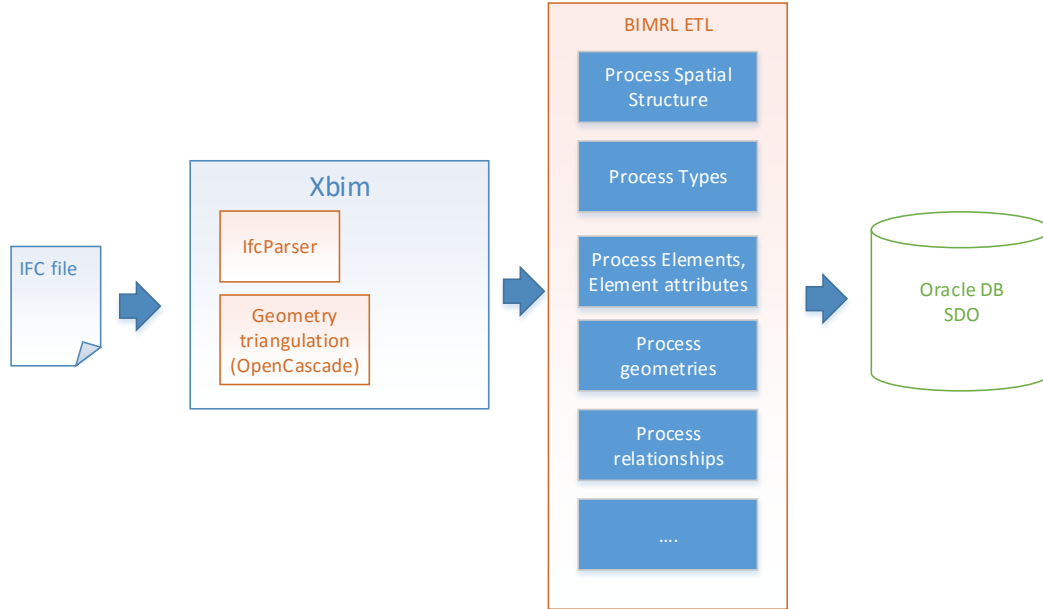 IFC file
Xbim
IfcParser
Geometry
triangulation
(OpenCascade)
BIMRL ETL
Process Spatial
Structure
Process Types
Process Elements,
Element attributes
Process
geometries
Process
relationships
....
Oracle DB
SDO